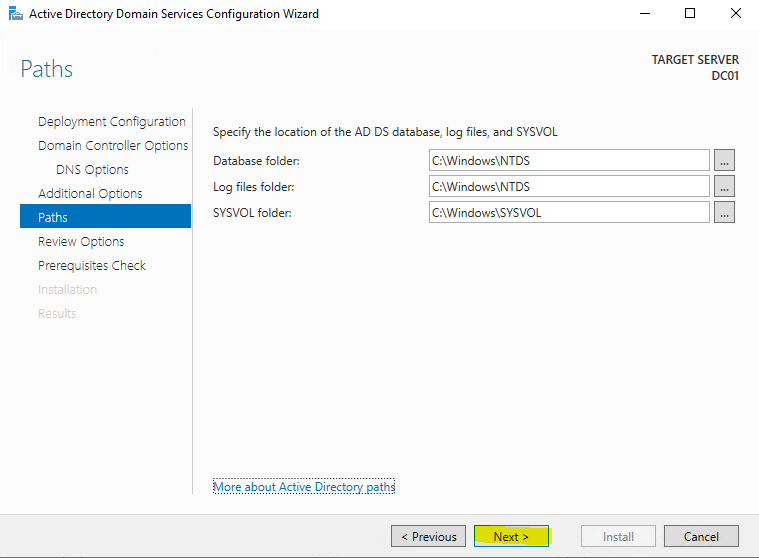 Active Directory Domain Services Configuration Wizard
Paths
TARGET SERVER
DC01
Deployment Configuration
Domain Controller Options
DNS Options
Additional Options
Paths
Review Options
Prerequisites Check
Installation
Results
Specify the location of the AD DS database, log files, and SYSVOL
Database folder: C:\Windows\NTDS ...
Log files folder: C:\Windows\NTDS ...
SYSVOL folder: C:\Windows\SYSVOL ...
More about Active Directory paths
< Previous Next > Install Cancel